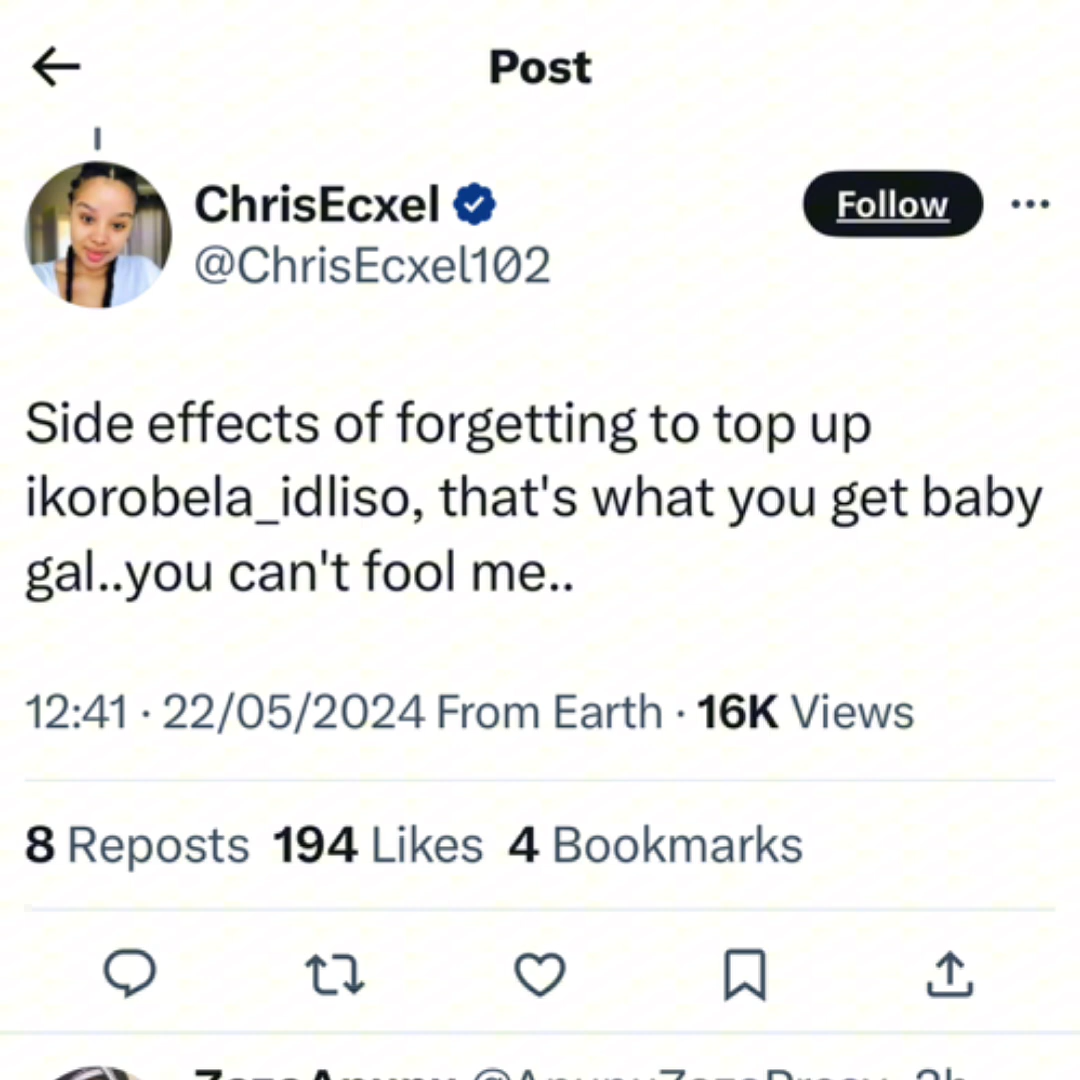 Post
ChrisEcxel
@ChrisEcxel102
Follow
Side effects of forgetting to top up
ikorobela_idliso, that's what you get baby
gal..you can't fool me..
12:41 · 22/05/2024 From Earth · 16K Views
8 Reposts 194 Likes 4 Bookmarks